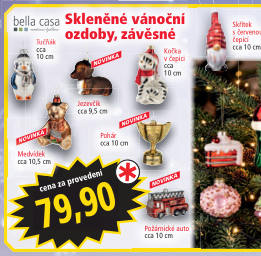 bella casa
Skleněné vánoční
ozdoby, závěsné
Tučňák
cca
10 cm
NOVINKA
Jezevčík
cca 9,5 cm
Kočka
v čepici
cca
10 cm
Skřítek
s červenou
čepicí
cca 10 cm
NOVINKA
Medvídek
cca 10,5 cm
Pohár
cca 10 cm
cena za provedení
79,90
*
NOVINKA
Požárnické auto
cca 10 cm